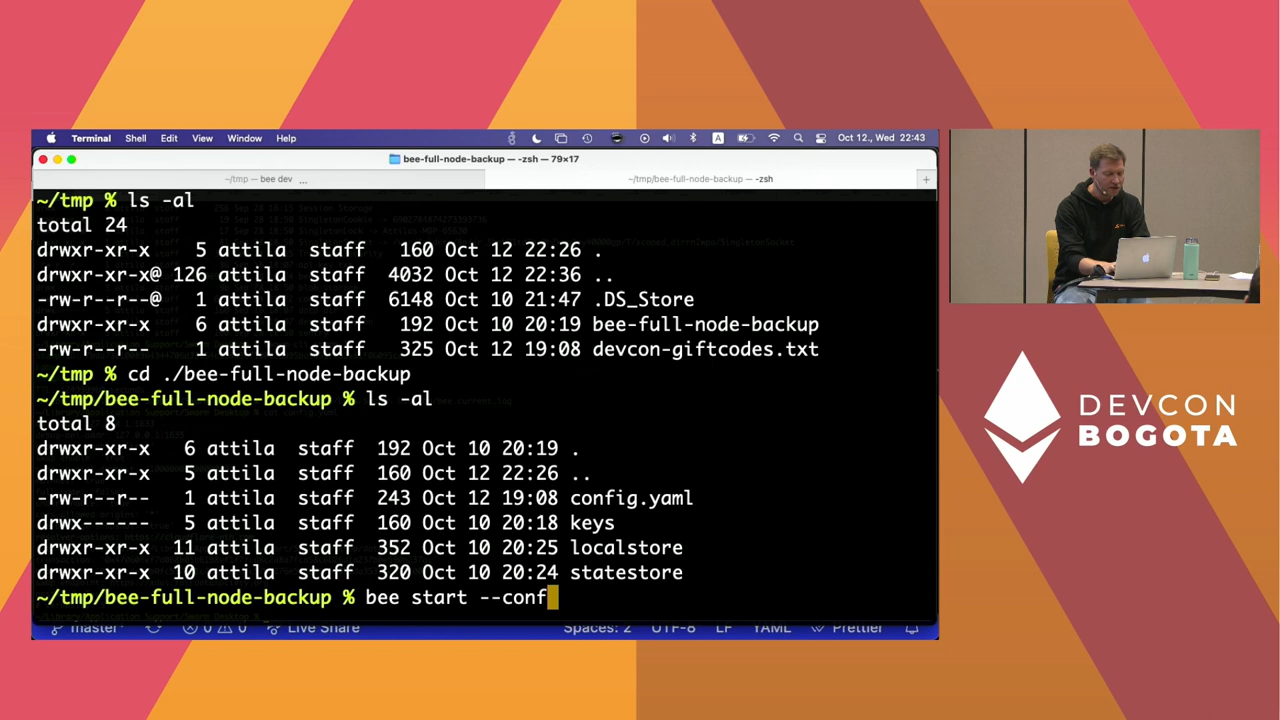 Terminal Shell Edit View Window Help A Oct 12., Wed 22:43
bee-full-node-backup — -zsh — 79×17
~/tmp — bee dev ... ~/tmp/bee-full-node-backup — -zsh +
~/tmp % ls -al
total 24
drwxr-xr-x 5 attila staff 160 Oct 12 22:26 .
drwxr-xr-x@ 126 attila staff 4032 Oct 12 22:36 ..
-rw-r--r--@ 1 attila staff 6148 Oct 10 21:47 .DS_Store
drwxr-xr-x 6 attila staff 192 Oct 10 20:19 bee-full-node-backup
-rw-r--r-- 1 attila staff 325 Oct 12 19:08 devcon-giftcodes.txt
~/tmp % cd ./bee-full-node-backup
~/tmp/bee-full-node-backup % ls -al
total 8
drwxr-xr-x 6 attila staff 192 Oct 10 20:19 .
drwxr-xr-x 5 attila staff 160 Oct 12 22:26 ..
-rw-r--r-- 1 attila staff 243 Oct 12 19:08 config.yaml
drwx------ 5 attila staff 160 Oct 10 20:18 keys
drwxr-xr-x 11 attila staff 352 Oct 10 20:25 localstore
drwxr-xr-x 10 attila staff 320 Oct 10 20:24 statestore
~/tmp/bee-full-node-backup % bee start --conf
master 0 0 Live Share Spaces: 2 UTF-8 LF YAML Prettier
DEVCON
BOGOTA